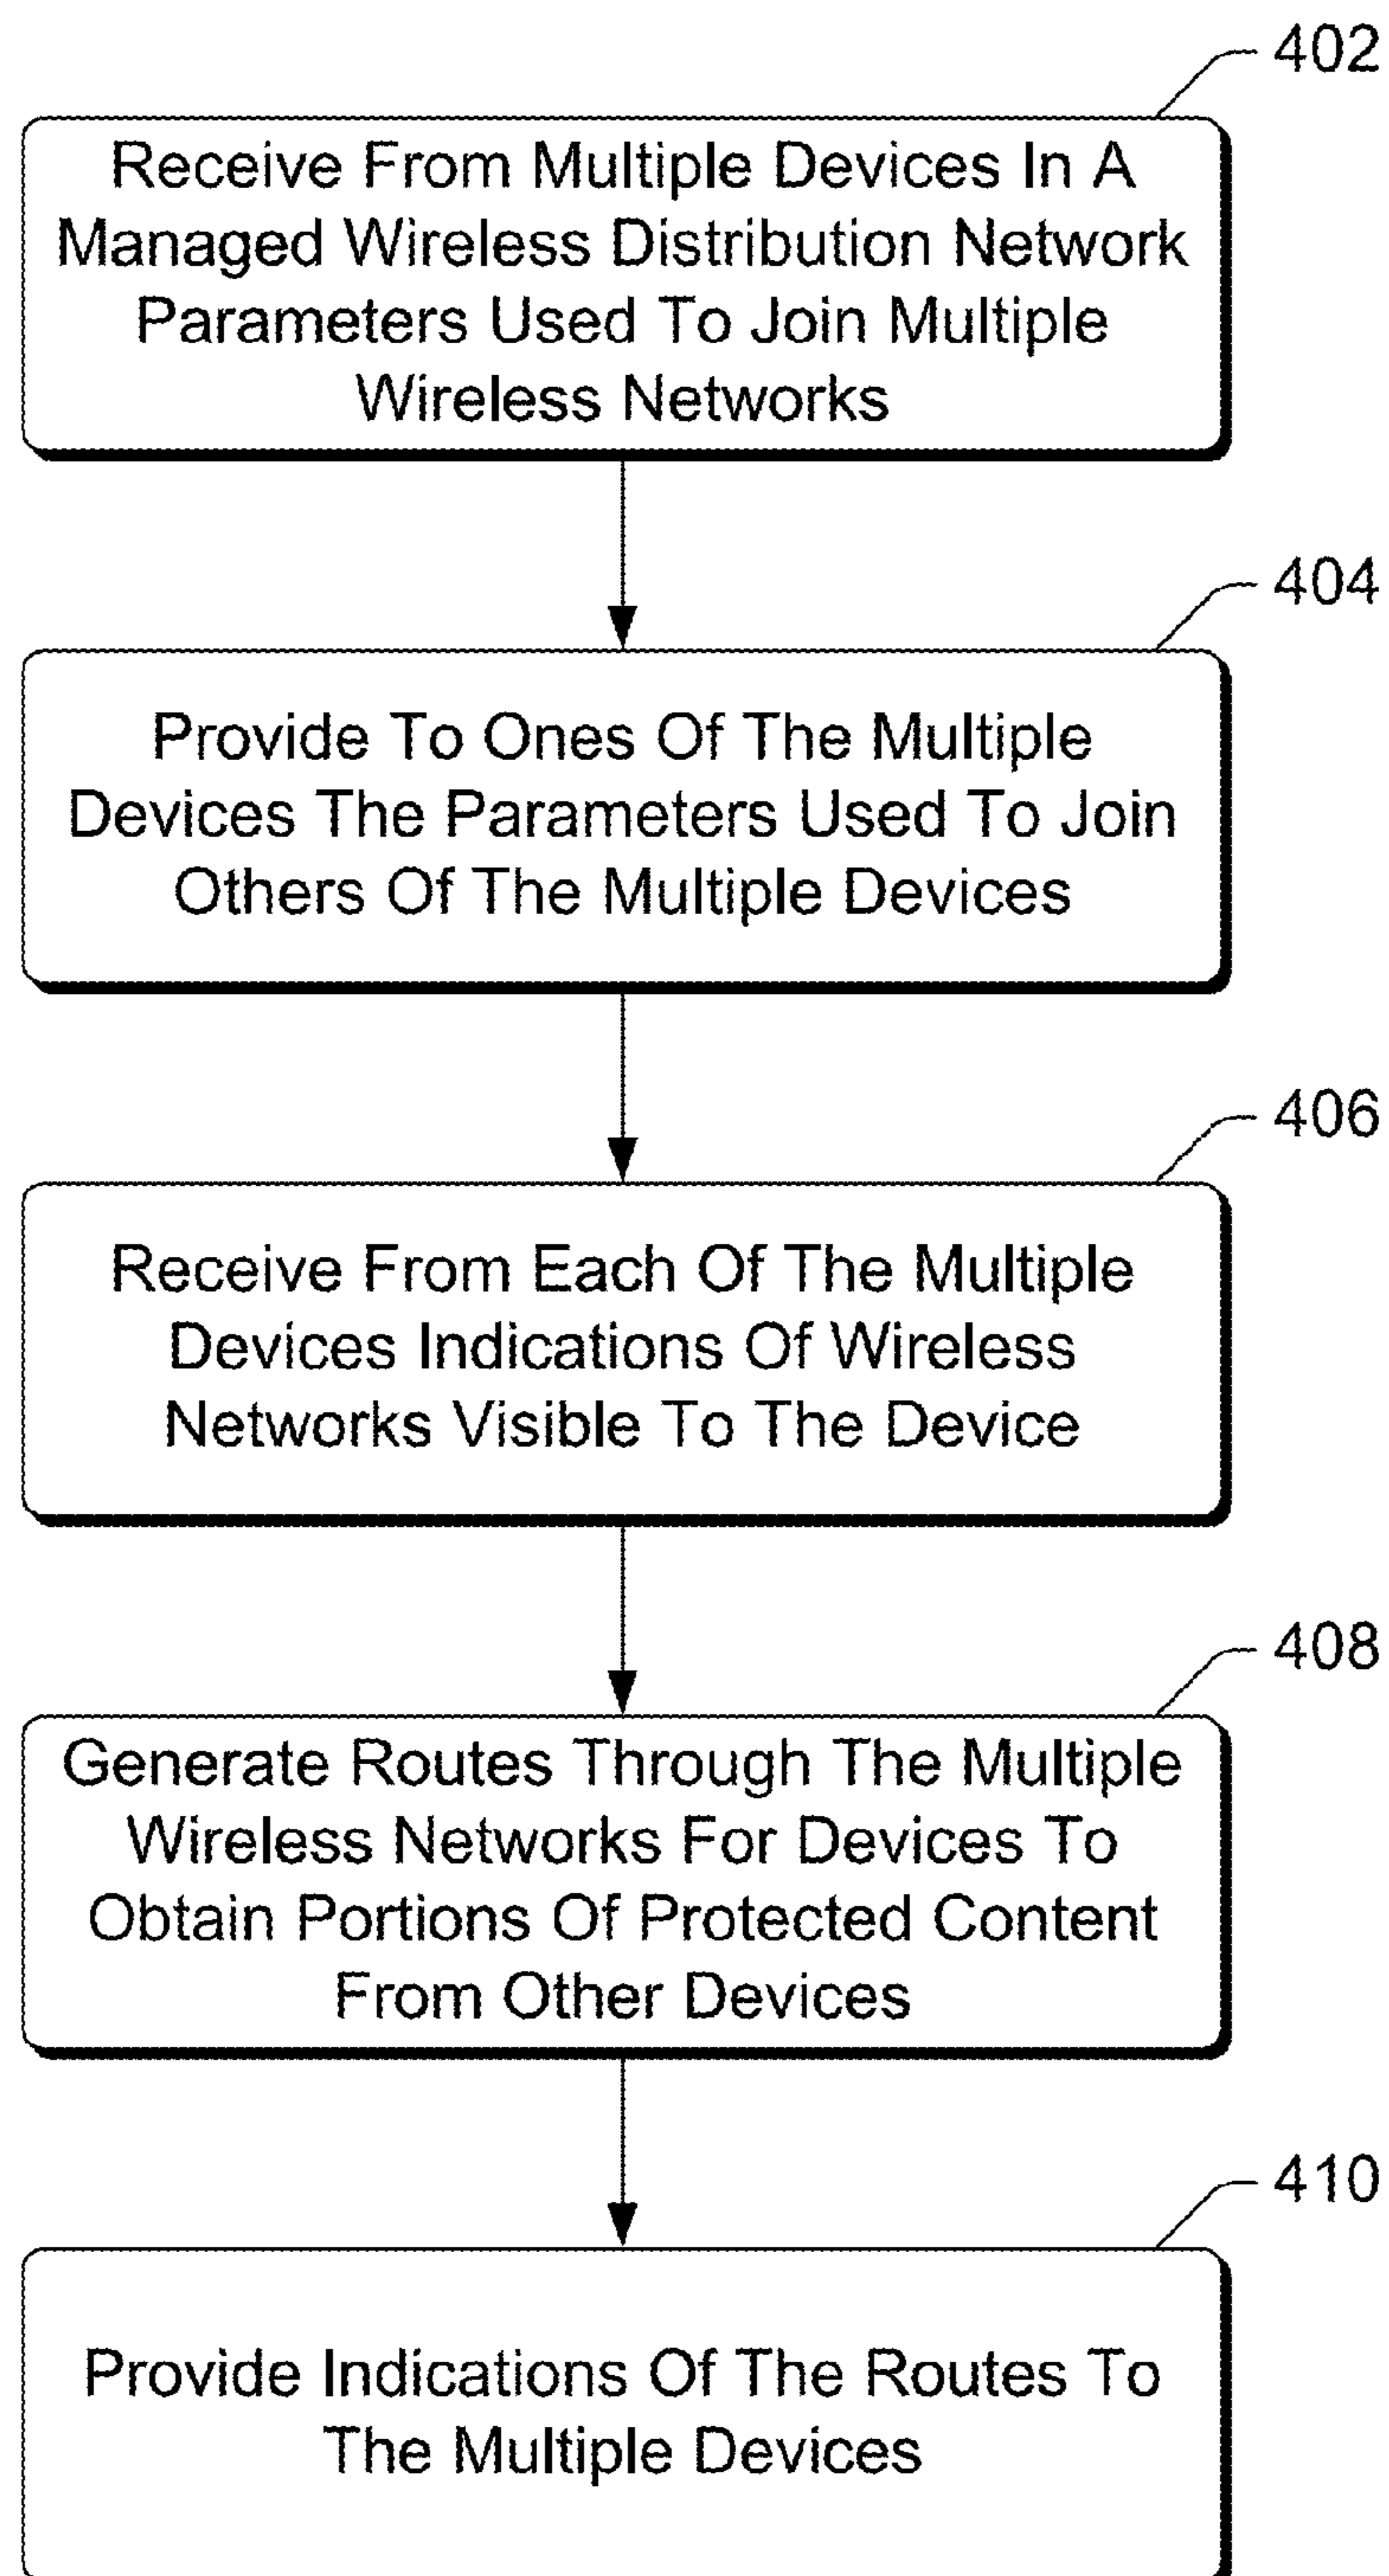 402
Receive From Multiple Devices In A
Managed Wireless Distribution Network
Parameters Used To Join Multiple
Wireless Networks
404
Provide To Ones Of The Multiple
Devices The Parameters Used To Join
Others Of The Multiple Devices
406
Receive From Each Of The Multiple
Devices Indications Of Wireless
Networks Visible To The Device
408
Generate Routes Through The Multiple
Wireless Networks For Devices To
Obtain Portions Of Protected Content
From Other Devices
410
Provide Indications Of The Routes To
The Multiple Devices